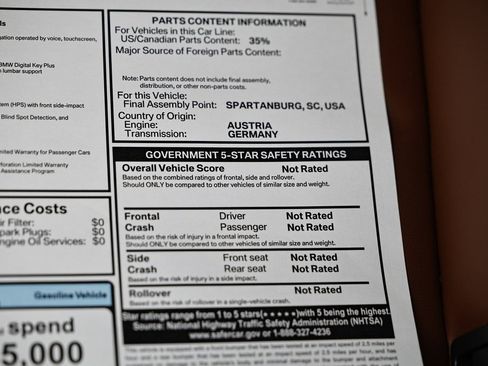 PARTS CONTENT INFORMATION
For Vehicles in this Car Line:
US/Canadian Parts Content: 35%
Major Source of Foreign Parts Content:
Note: Parts content does not include final assembly,
distribution, or other non-parts costs.
For this Vehicle:
Final Assembly Point: SPARTANBURG, SC, USA
Country of Origin:
Engine: AUSTRIA
Transmission: GERMANY
GOVERNMENT 5-STAR SAFETY RATINGS
Overall Vehicle Score Not Rated
Based on the combined ratings of frontal, side and rollover.
Should ONLY be compared to other vehicles of similar size and weight.
Frontal Driver Not Rated
Crash Passenger Not Rated
Based on the risk of injury in a frontal impact.
Should ONLY be compared to other vehicles of similar size and weight.
Side Front seat Not Rated
Crash Rear seat Not Rated
Based on the risk of injury in a side impact.
Rollover Not Rated
Based on the risk of rollover in a single-vehicle crash.
Star ratings range from 1 to 5 stars (★★★★★) with 5 being the highest.
Source: National Highway Traffic Safety Administration (NHTSA)
www.safercar.gov or 1-888-327-4236
operated by voice, touchscreen,
BMW Digital Key Plus
lumbar support
(HPS) with front side-impact
Blind Spot Detection, and
Warranty for Passenger Cars
Limited Warranty
Assistance Program
Costs
Filter: $0
Plugs: $0
Engine Oil Services: $0
Gasoline Vehicle
spend
5,000